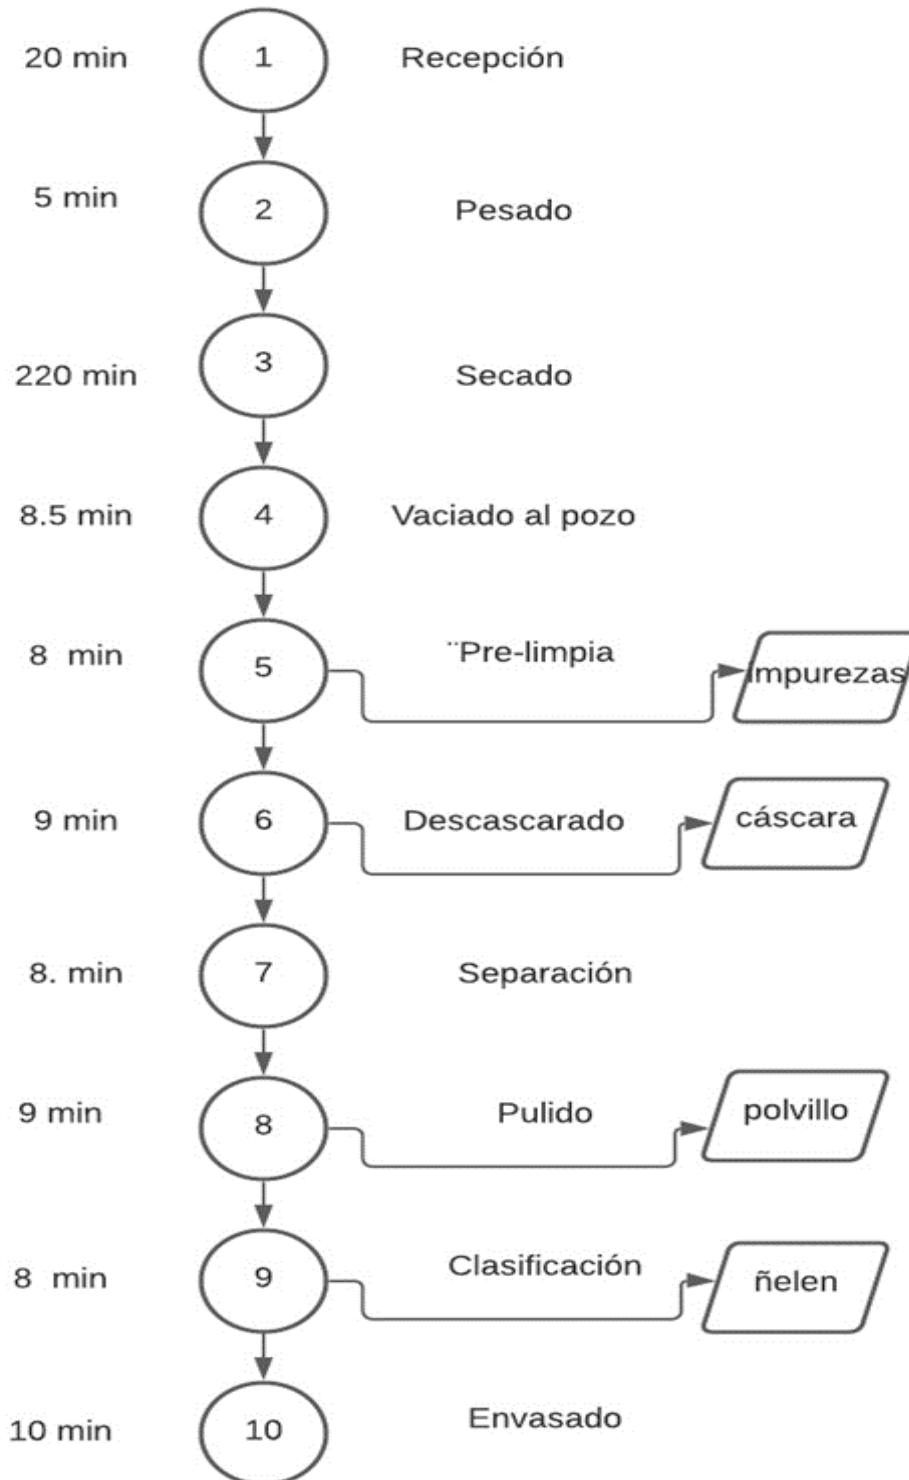 20 min 1 Recepción
5 min 2 Pesado
220 min 3 Secado
8.5 min 4 Vaciado al pozo
8 min 5 ¨Pre-limpia impurezas
9 min 6 Descascarado cáscara
8. min 7 Separación
9 min 8 Pulido polvillo
8 min 9 Clasificación ñelen
10 min 10 Envasado